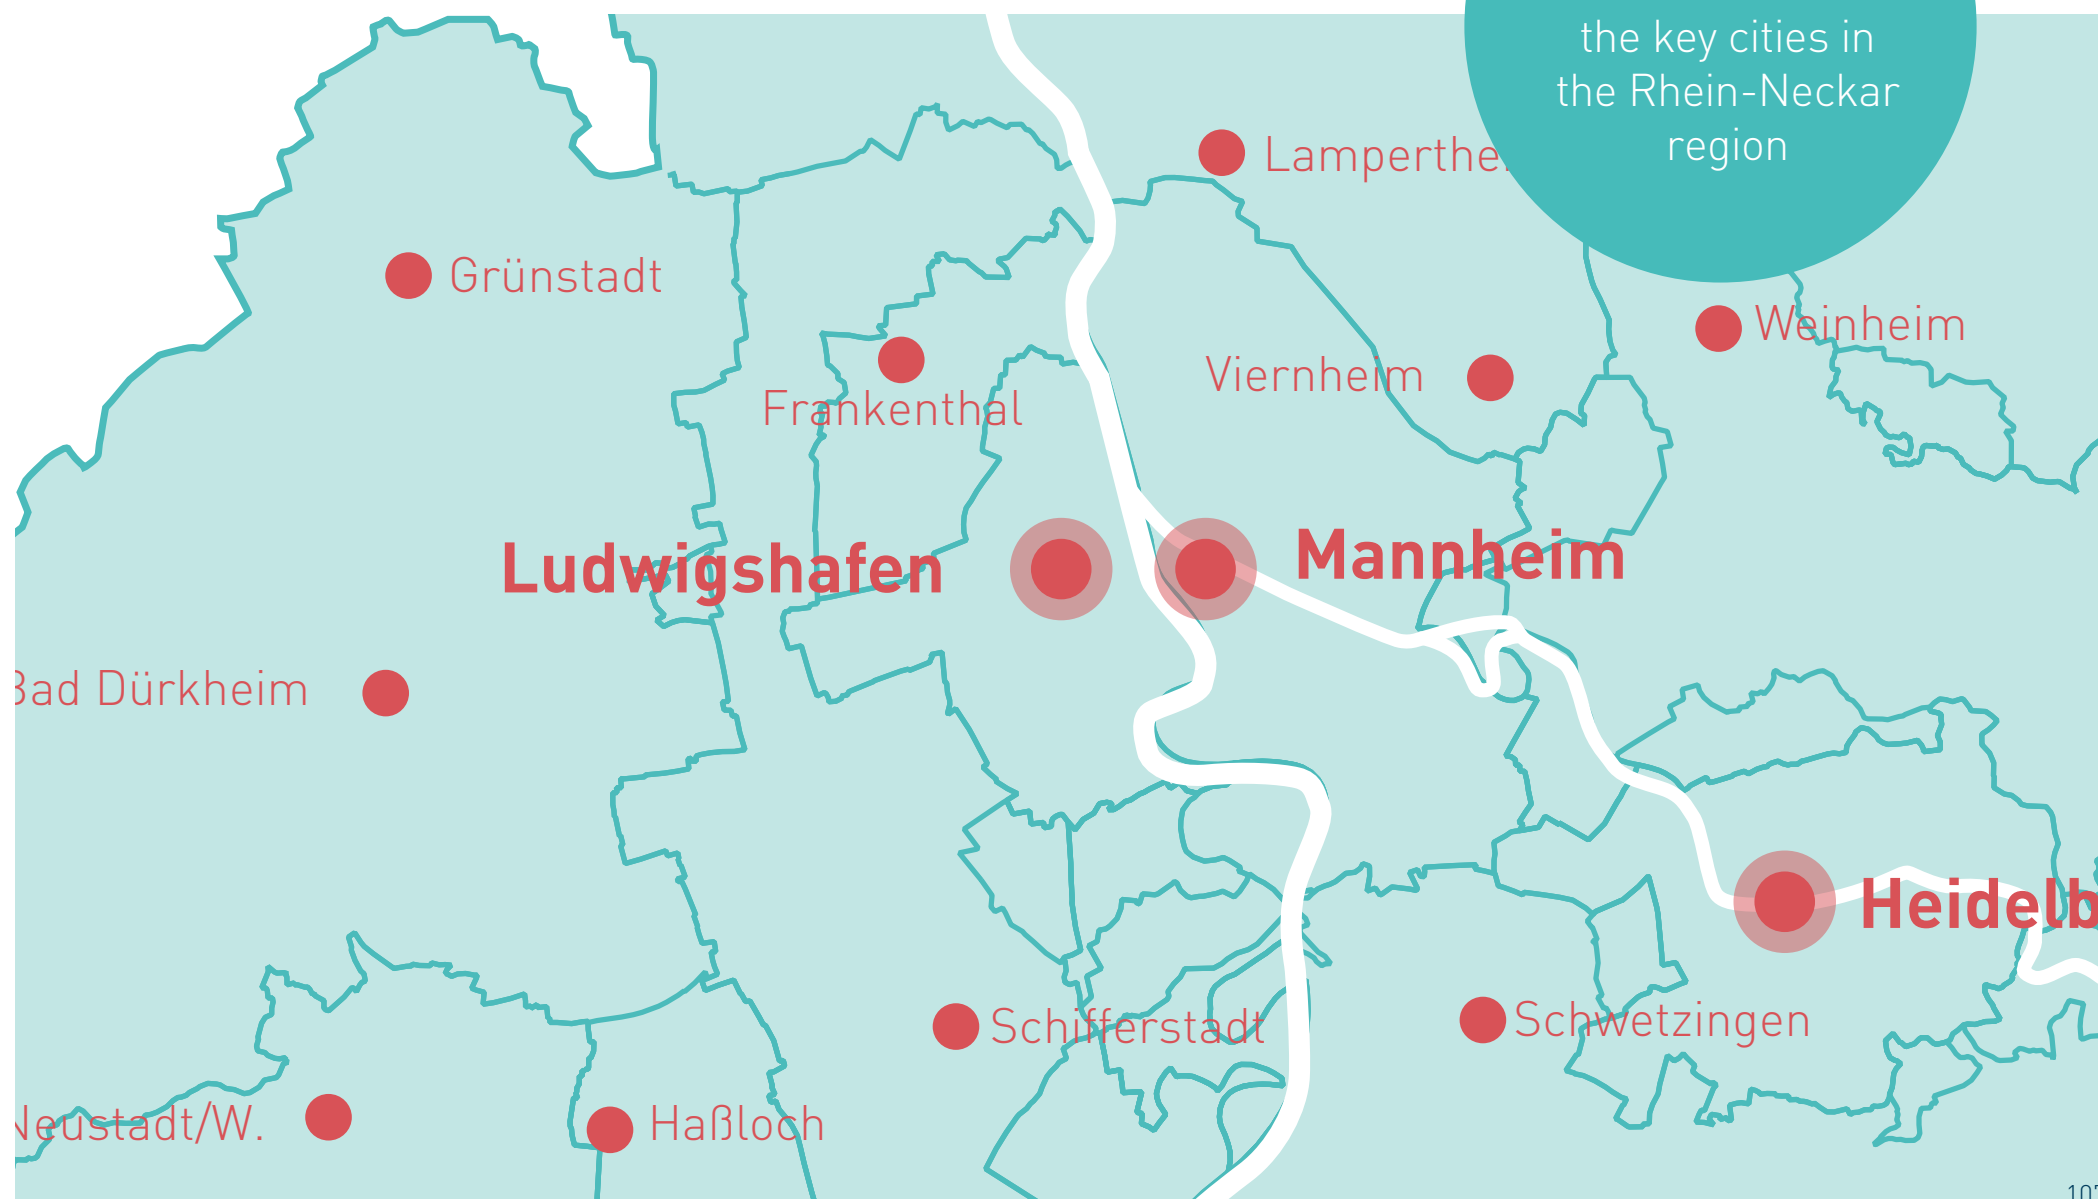 the key cities in
the Rhein-Neckar
region
Grünstadt
Weinheim
Viernheim
Frankenthal
Ludwigshafen
Mannheim
Bad Dürkheim
Schifferstadt
Schwetzingen
Neustadt/W.
Haßloch